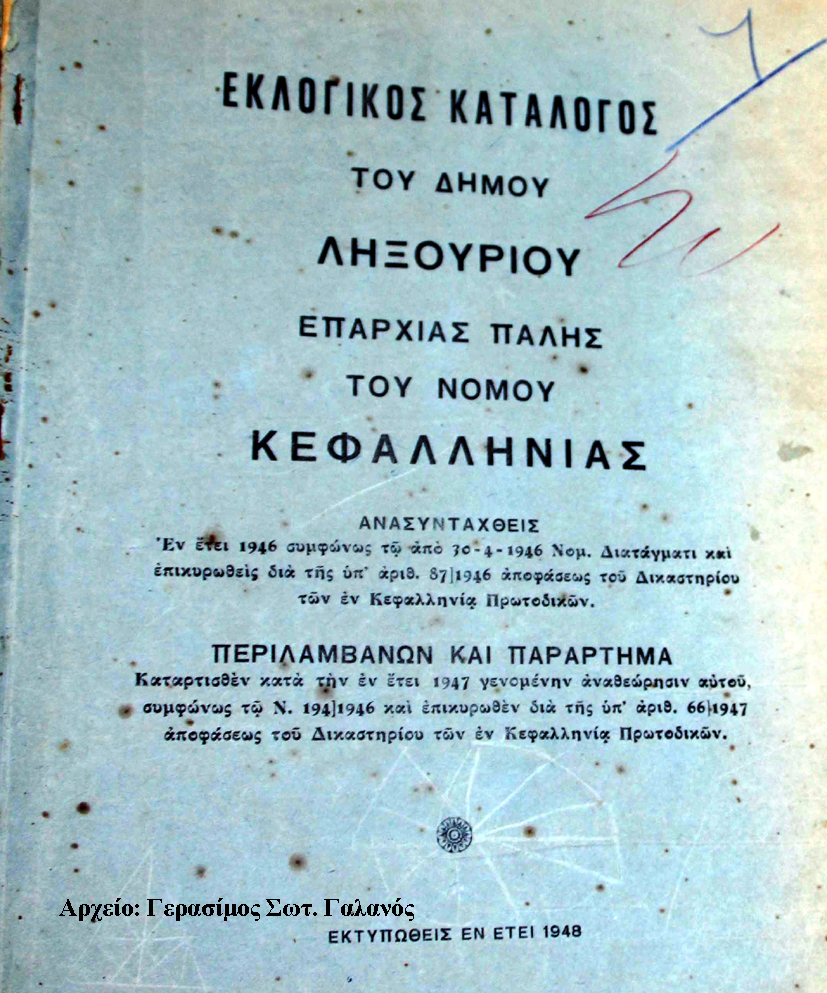 ΕΚΛΟΓΙΚΟΣ ΚΑΤΑΛΟΓΟΣ
ΤΟΥ ΔΗΜΟΥ
ΛΗΞΟΥΡΙΟΥ
ΕΠΑΡΧΙΑΣ ΠΑΛΗΣ
ΤΟΥ ΝΟΜΟΥ
ΚΕΦΑΛΛΗΝΙΑΣ
ΑΝΑΣΥΝΤΑΧΘΕΙΣ
Ἐν ἔτει 1946 συμφώνως τῷ ἀπὸ 30-4-1946 Νομ. Διατάγματι καὶ
ἐπικυρωθεὶς διὰ τῆς ὑπ' ἀριθ. 87]1946 ἀποφάσεως τοῦ Δικαστηρίου
τῶν ἐν Κεφαλληνίᾳ Πρωτοδικῶν.
ΠΕΡΙΛΑΜΒΑΝΩΝ ΚΑΙ ΠΑΡΑΡΤΗΜΑ
Καταρτισθὲν κατὰ τὴν ἐν ἔτει 1947 γενομένην ἀναθεώρησιν αὐτοῦ,
συμφώνως τῷ Ν. 194]1946 καὶ ἐπικυρωθὲν διὰ τῆς ὑπ' ἀριθ. 66]1947
ἀποφάσεως τοῦ Δικαστηρίου τῶν ἐν Κεφαλληνίᾳ Πρωτοδικῶν.
Αρχείο: Γερασίμος Σωτ. Γαλανός
ΕΚΤΥΠΩΘΕΙΣ ΕΝ ΕΤΕΙ 1948